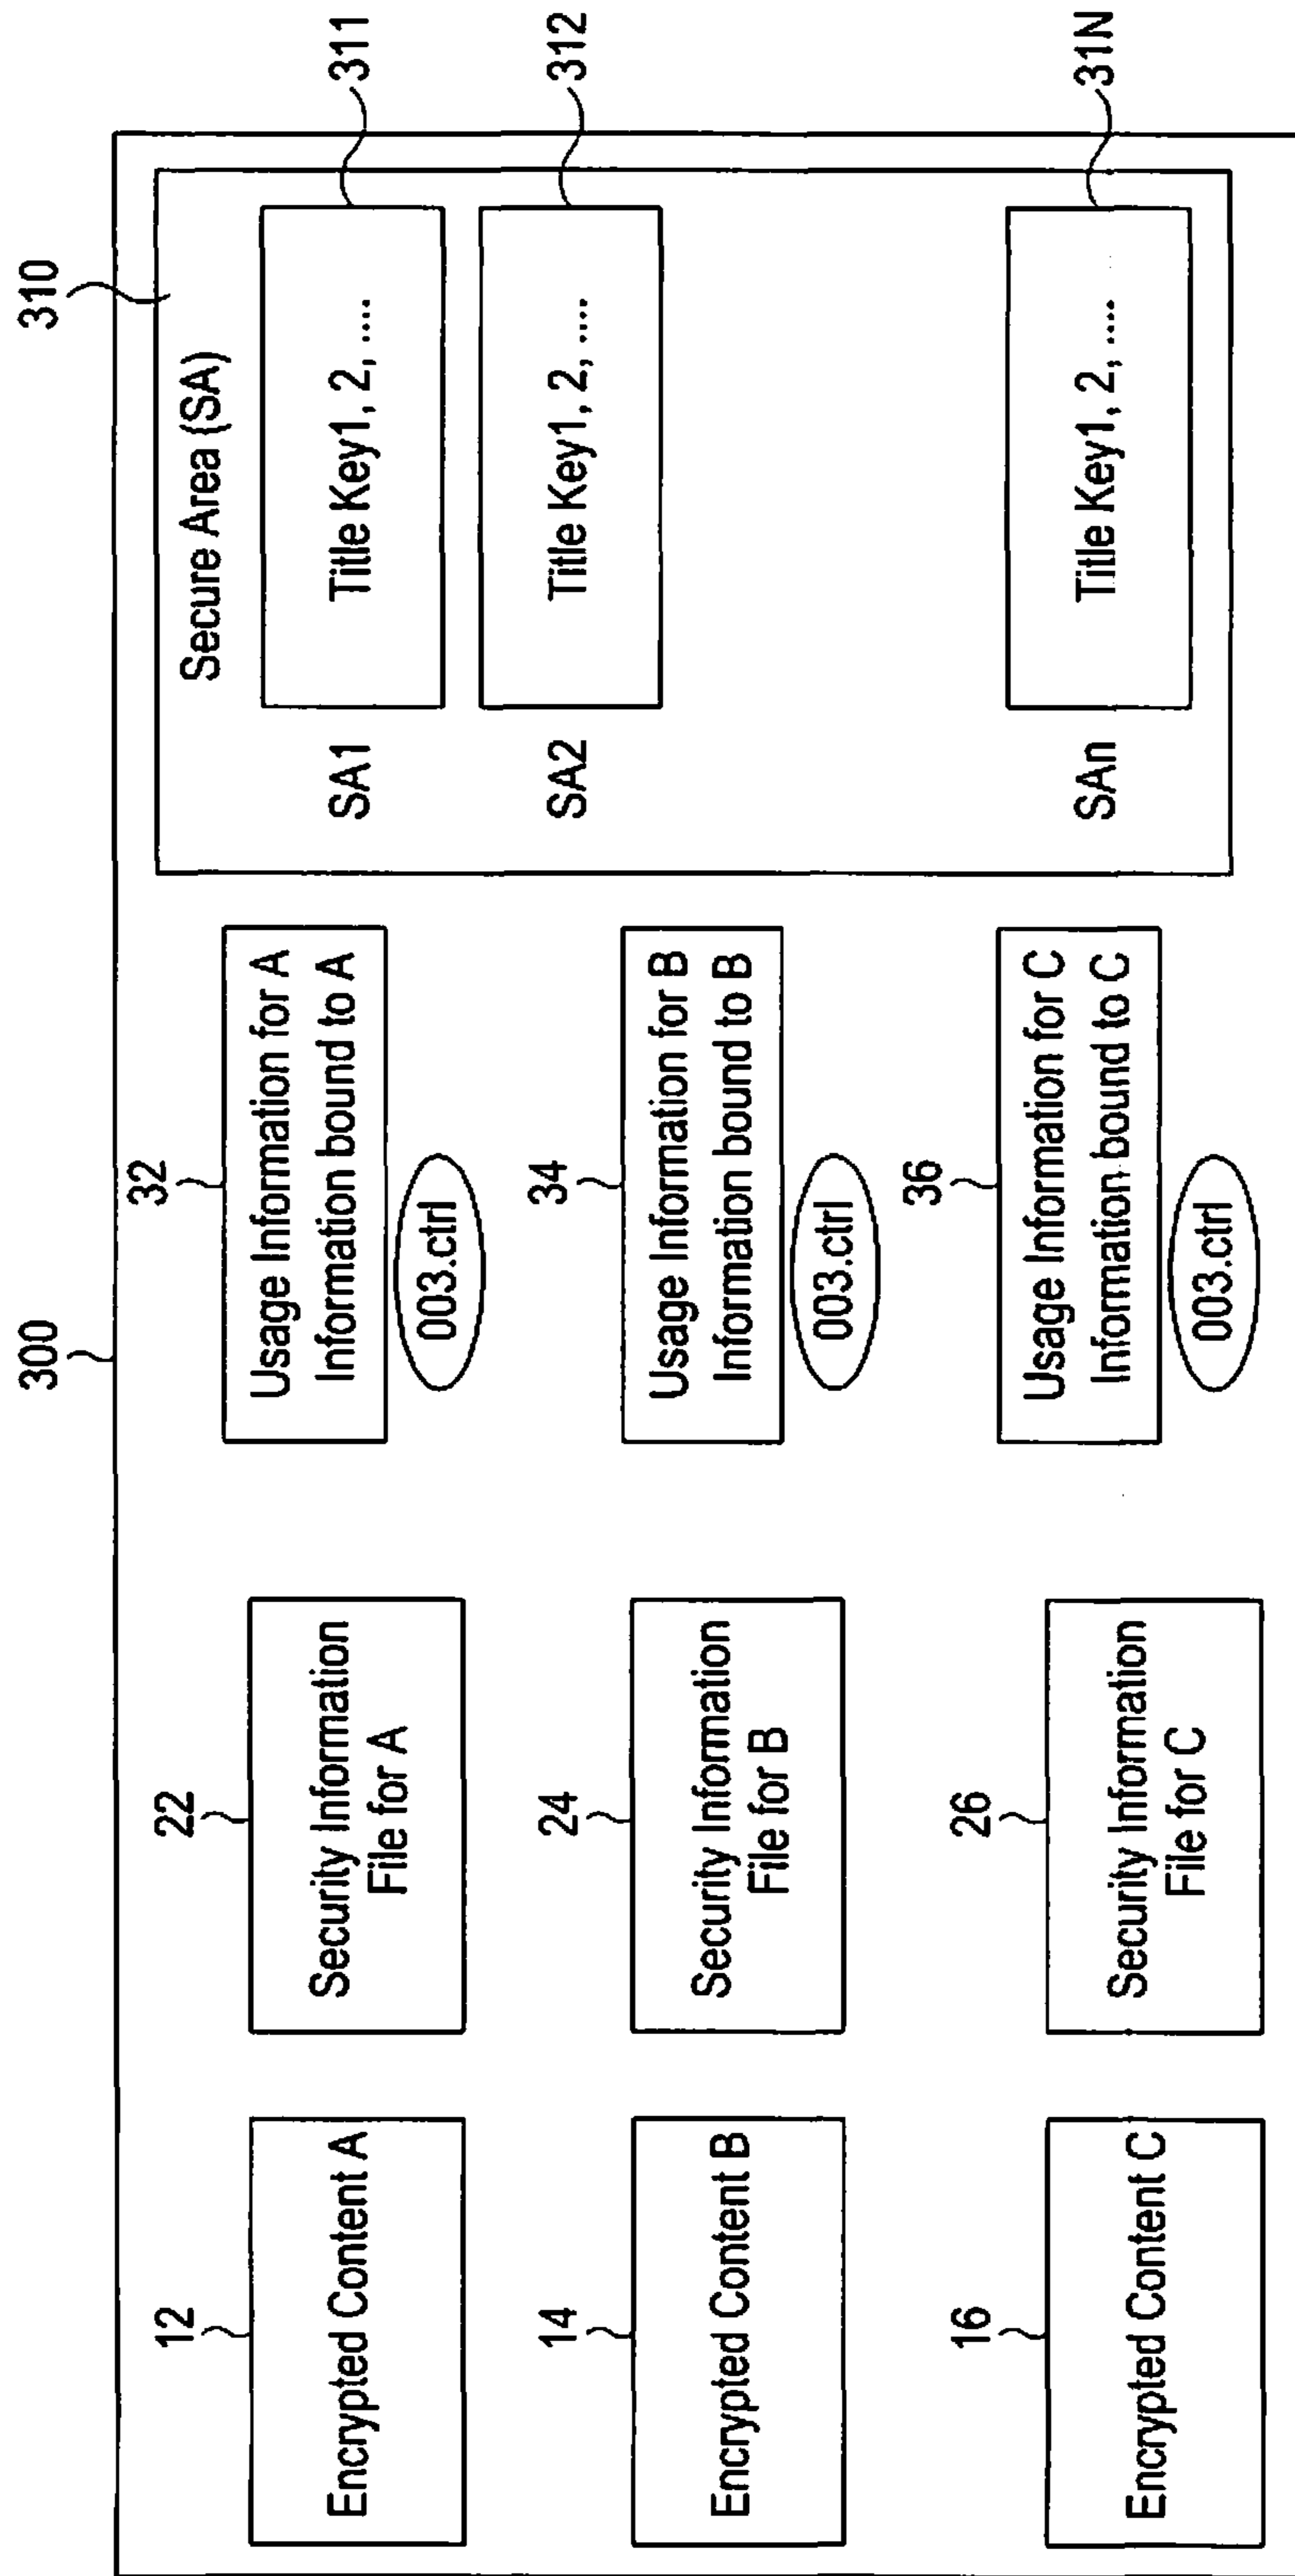 300
310
12
Encrypted Content A
22
Security Information
File for A
32
Usage Information for A
Information bound to A
003.ctrl
14
Encrypted Content B
24
Security Information
File for B
34
Usage Information for B
Information bound to B
003.ctrl
16
Encrypted Content C
26
Security Information
File for C
36
Usage Information for C
Information bound to C
003.ctrl
Secure Area (SA)
SA1
Title Key1, 2, ....
311
SA2
Title Key1, 2, ....
312
SAn
Title Key1, 2, ....
31N